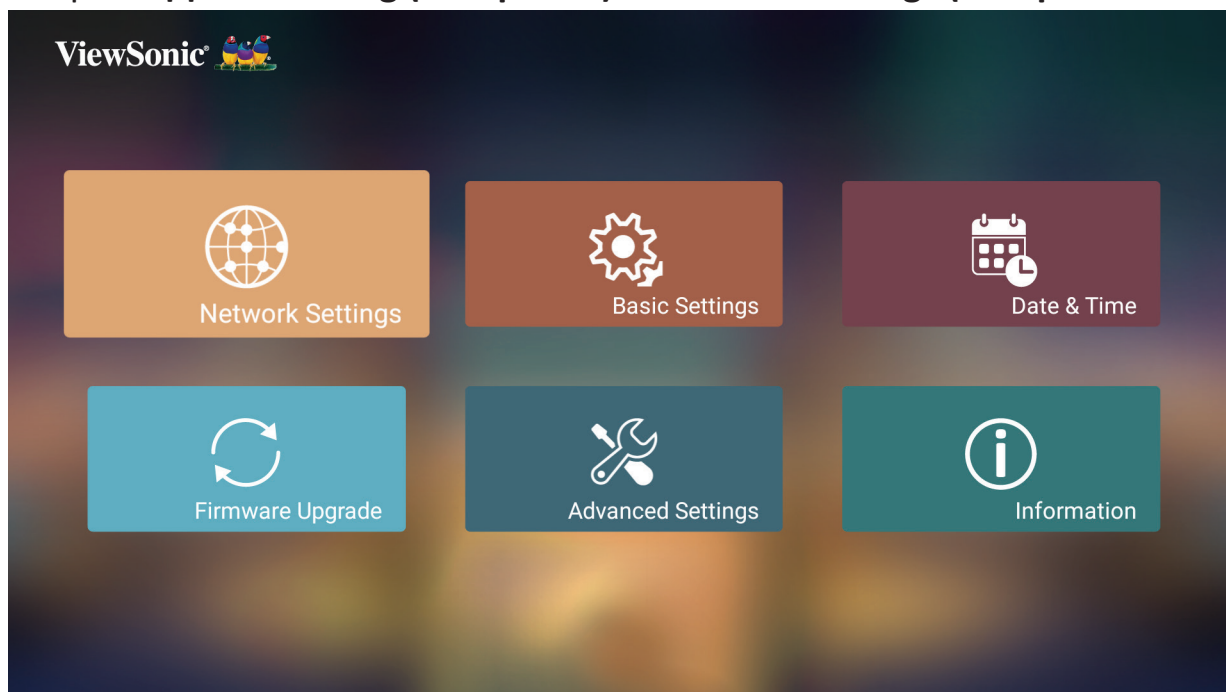 ViewSonic®
Network Settings
Basic Settings
Date & Time
Firmware Upgrade
Advanced Settings
Information